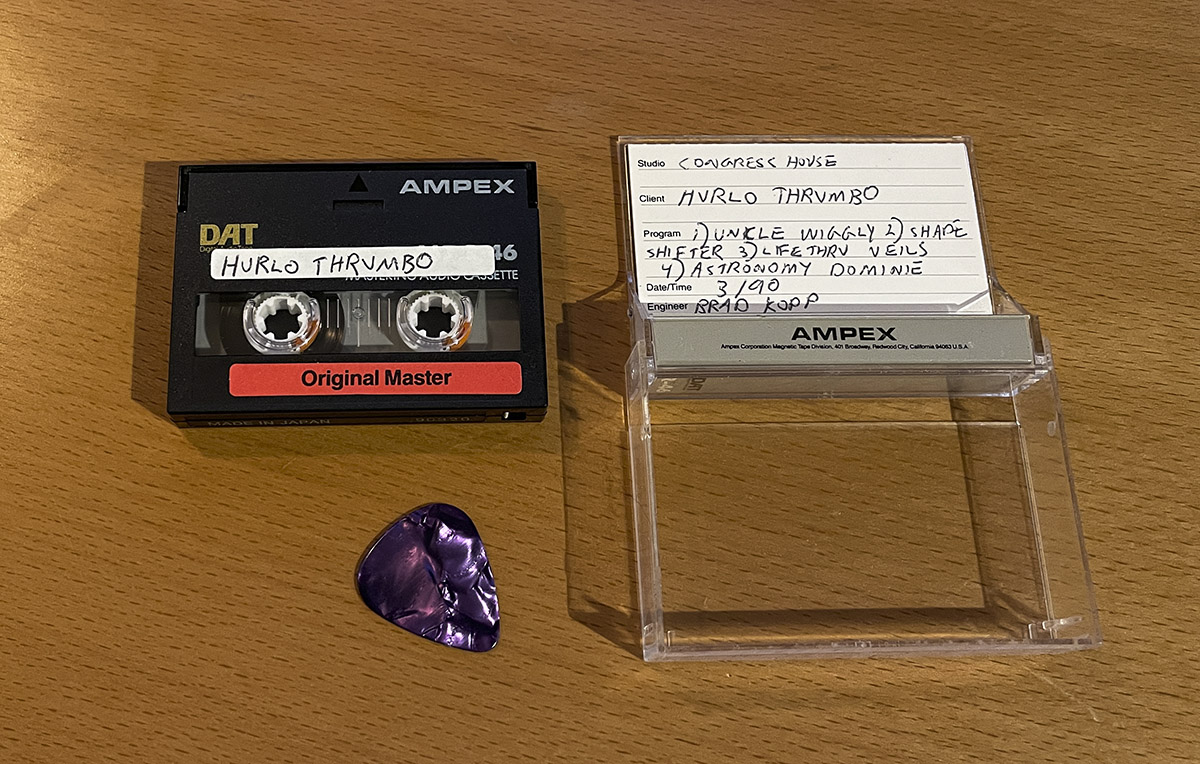 AMPEX
DAT
46
HURLO THRUMBO
MASTERING AUDIO CASSETTE
Original Master
MADE IN JAPAN
Studio CONGRESS HOUSE
Client HURLO THRUMBO
Program 1) UNKLE WIGGLY 2) SHAPE
SHIFTER 3) LIFE THRU VEILS
4) ASTRONOMY DOMINIE
Date/Time 3/90
Engineer BRAD KOPP
AMPEX
Ampex Corporation Magnetic Tape Division, 401 Broadway, Redwood City, California 94063 U.S.A.